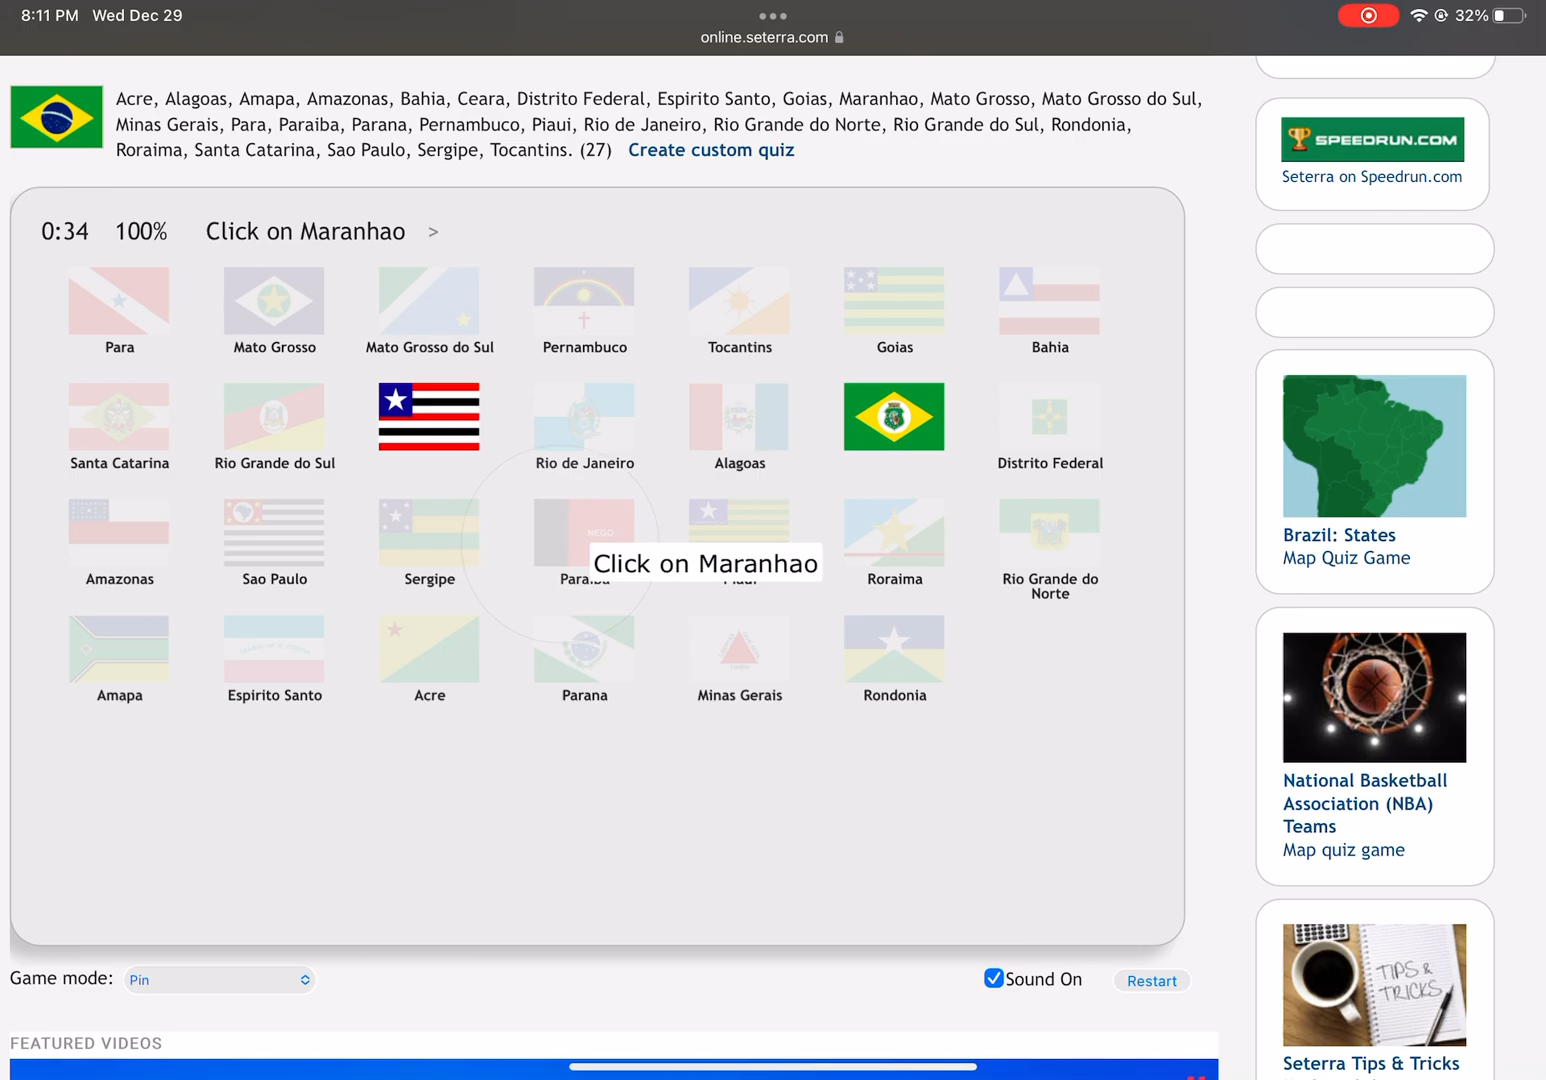 8:11 PM Wed Dec 29
32%
online.seterra.com
Acre, Alagoas, Amapa, Amazonas, Bahia, Ceara, Distrito Federal, Espirito Santo, Goias, Maranhao, Mato Grosso, Mato Grosso do Sul,
Minas Gerais, Para, Paraiba, Parana, Pernambuco, Piaui, Rio de Janeiro, Rio Grande do Norte, Rio Grande do Sul, Rondonia,
Roraima, Santa Catarina, Sao Paulo, Sergipe, Tocantins. (27) Create custom quiz
0:34 100% Click on Maranhao >
Para Mato Grosso Mato Grosso do Sul Pernambuco Tocantins Goias Bahia
Santa Catarina Rio Grande do Sul Rio de Janeiro Alagoas Distrito Federal
NEGO
Click on Maranhao
Amazonas Sao Paulo Sergipe Paraiba Piaui Roraima Rio Grande do
Norte
Amapa Espirito Santo Acre Parana Minas Gerais Rondonia
Game mode: Pin
Sound On
Restart
FEATURED VIDEOS
SPEEDRUN.COM
Seterra on Speedrun.com
Brazil: States
Map Quiz Game
National Basketball
Association (NBA)
Teams
Map quiz game
TIPS &
TRICKS
Seterra Tips & Tricks